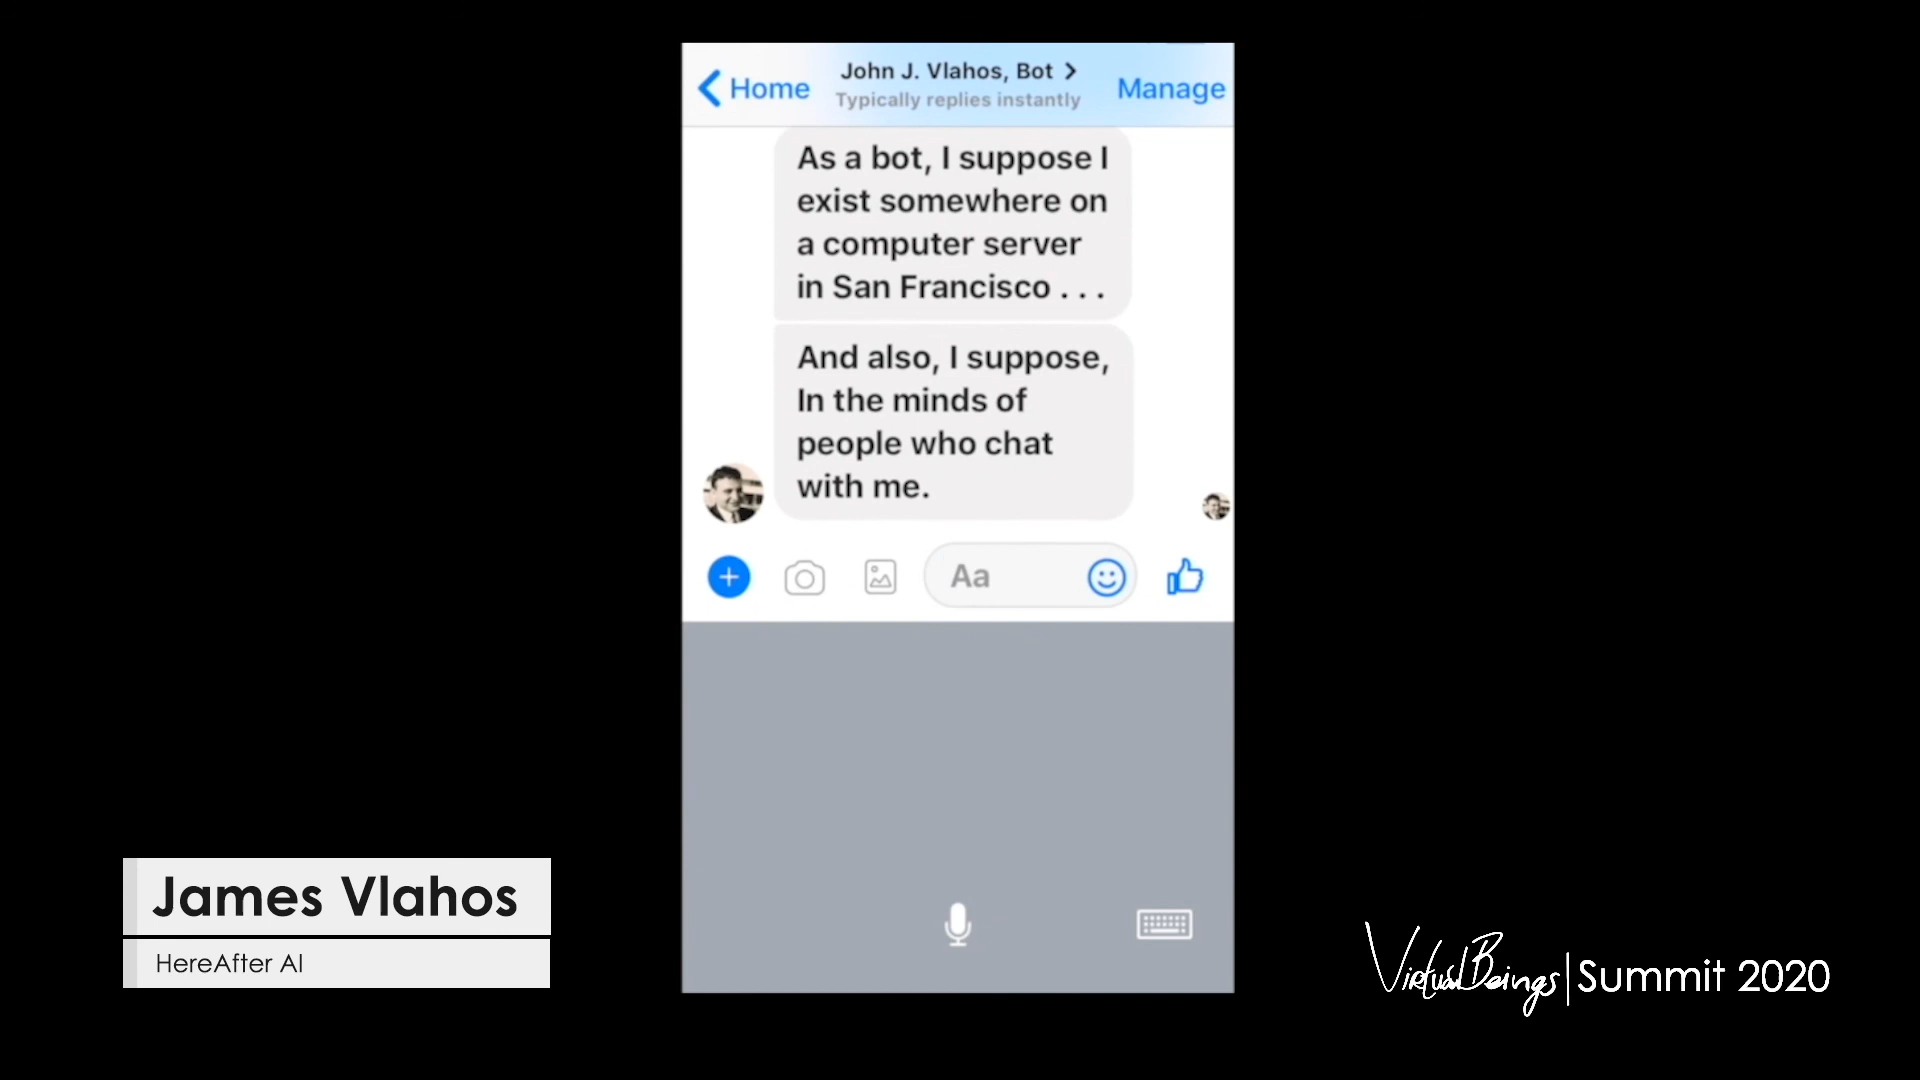 Home
John J. Vlahos, Bot
Typically replies instantly
Manage
As a bot, I suppose I
exist somewhere on
a computer server
in San Francisco . . .
And also, I suppose,
In the minds of
people who chat
with me.
Aa
James Vlahos
HereAfter AI
Virtual Beings|Summit 2020